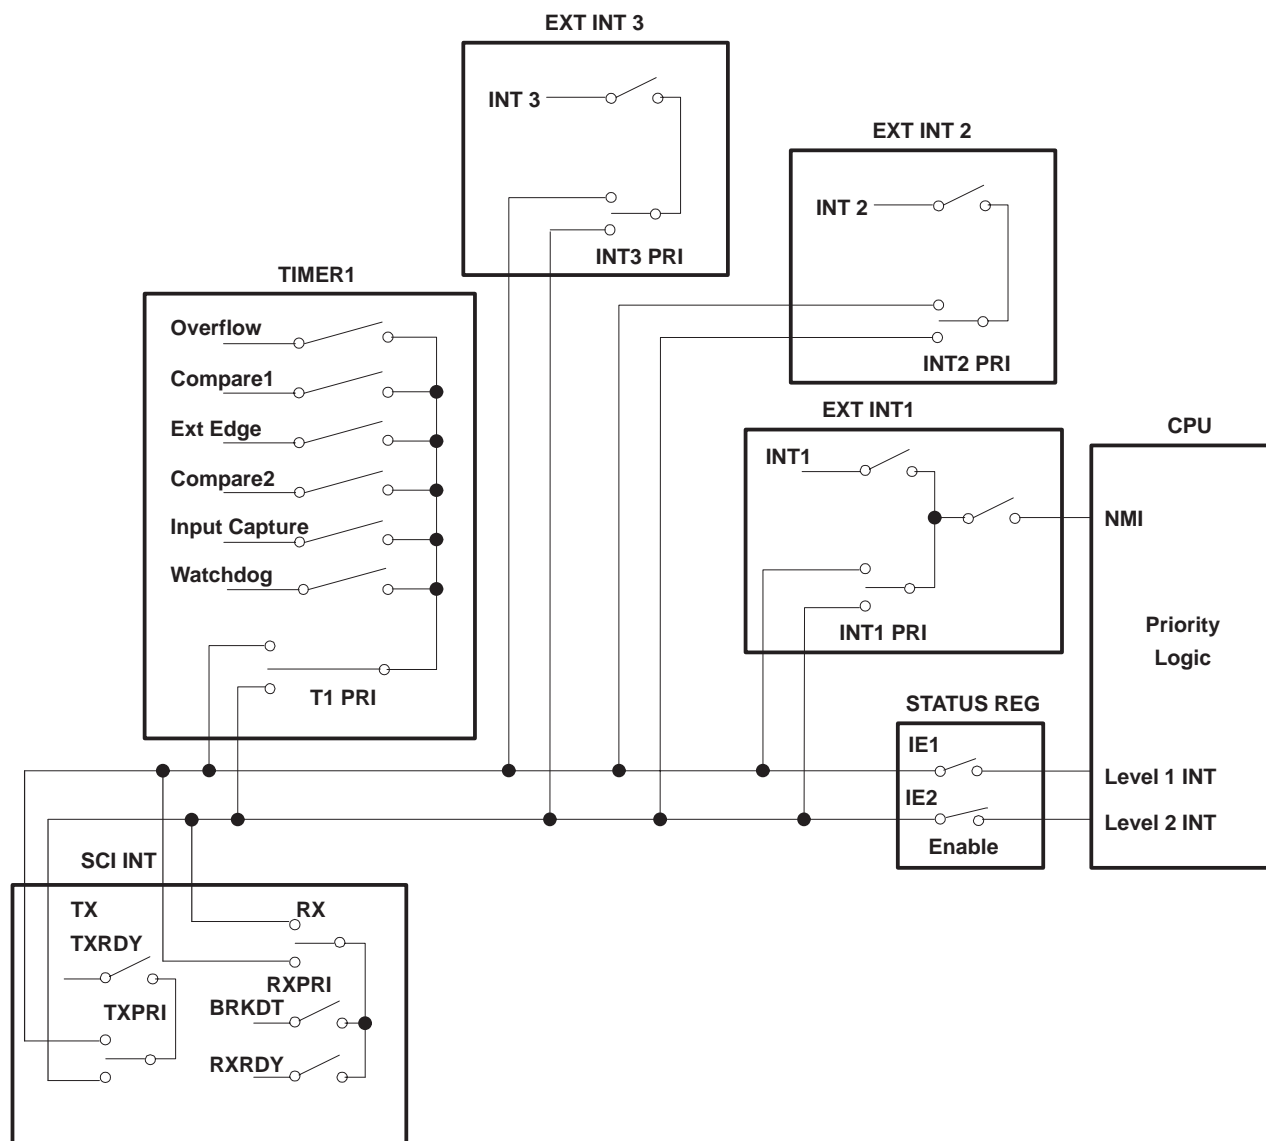 EXT INT 3
INT 3
INT3 PRI
EXT INT 2
INT 2
INT2 PRI
TIMER1
Overflow
Compare1
Ext Edge
Compare2
Input Capture
Watchdog
T1 PRI
EXT INT1
INT1
INT1 PRI
CPU
NMI
Priority
Logic
Level 1 INT
Level 2 INT
STATUS REG
IE1
IE2
Enable
SCI INT
TX
TXRDY
TXPRI
RX
RXPRI
BRKDT
RXRDY